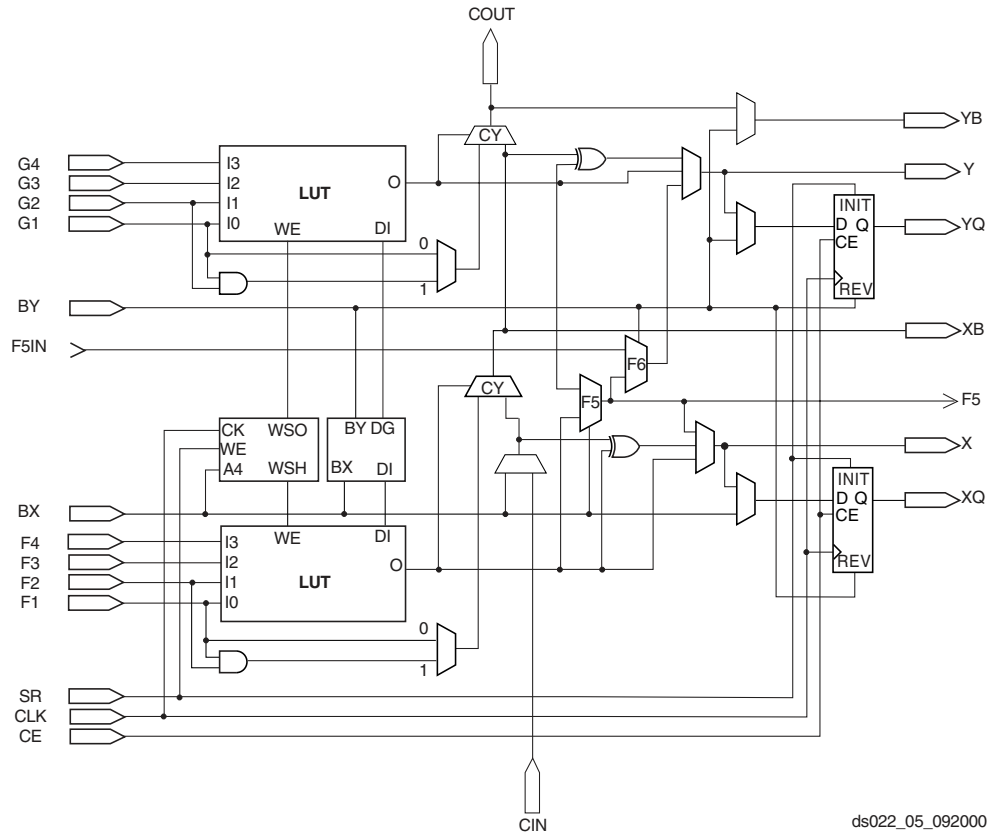 COUT
YB
CY
G4
G3
G2
G1
I3
I2
I1
I0
LUT
O
WE
DI
Y
INIT
D Q
CE
REV
YQ
0
1
BY
XB
F5IN
F6
CY
F5
F5
CK
WSO
WE
A4
WSH
BY DG
BX
DI
X
INIT
D Q
CE
REV
XQ
BX
F4
F3
F2
F1
I3
I2
I1
I0
WE
DI
LUT
O
0
1
SR
CLK
CE
CIN
ds022_05_092000